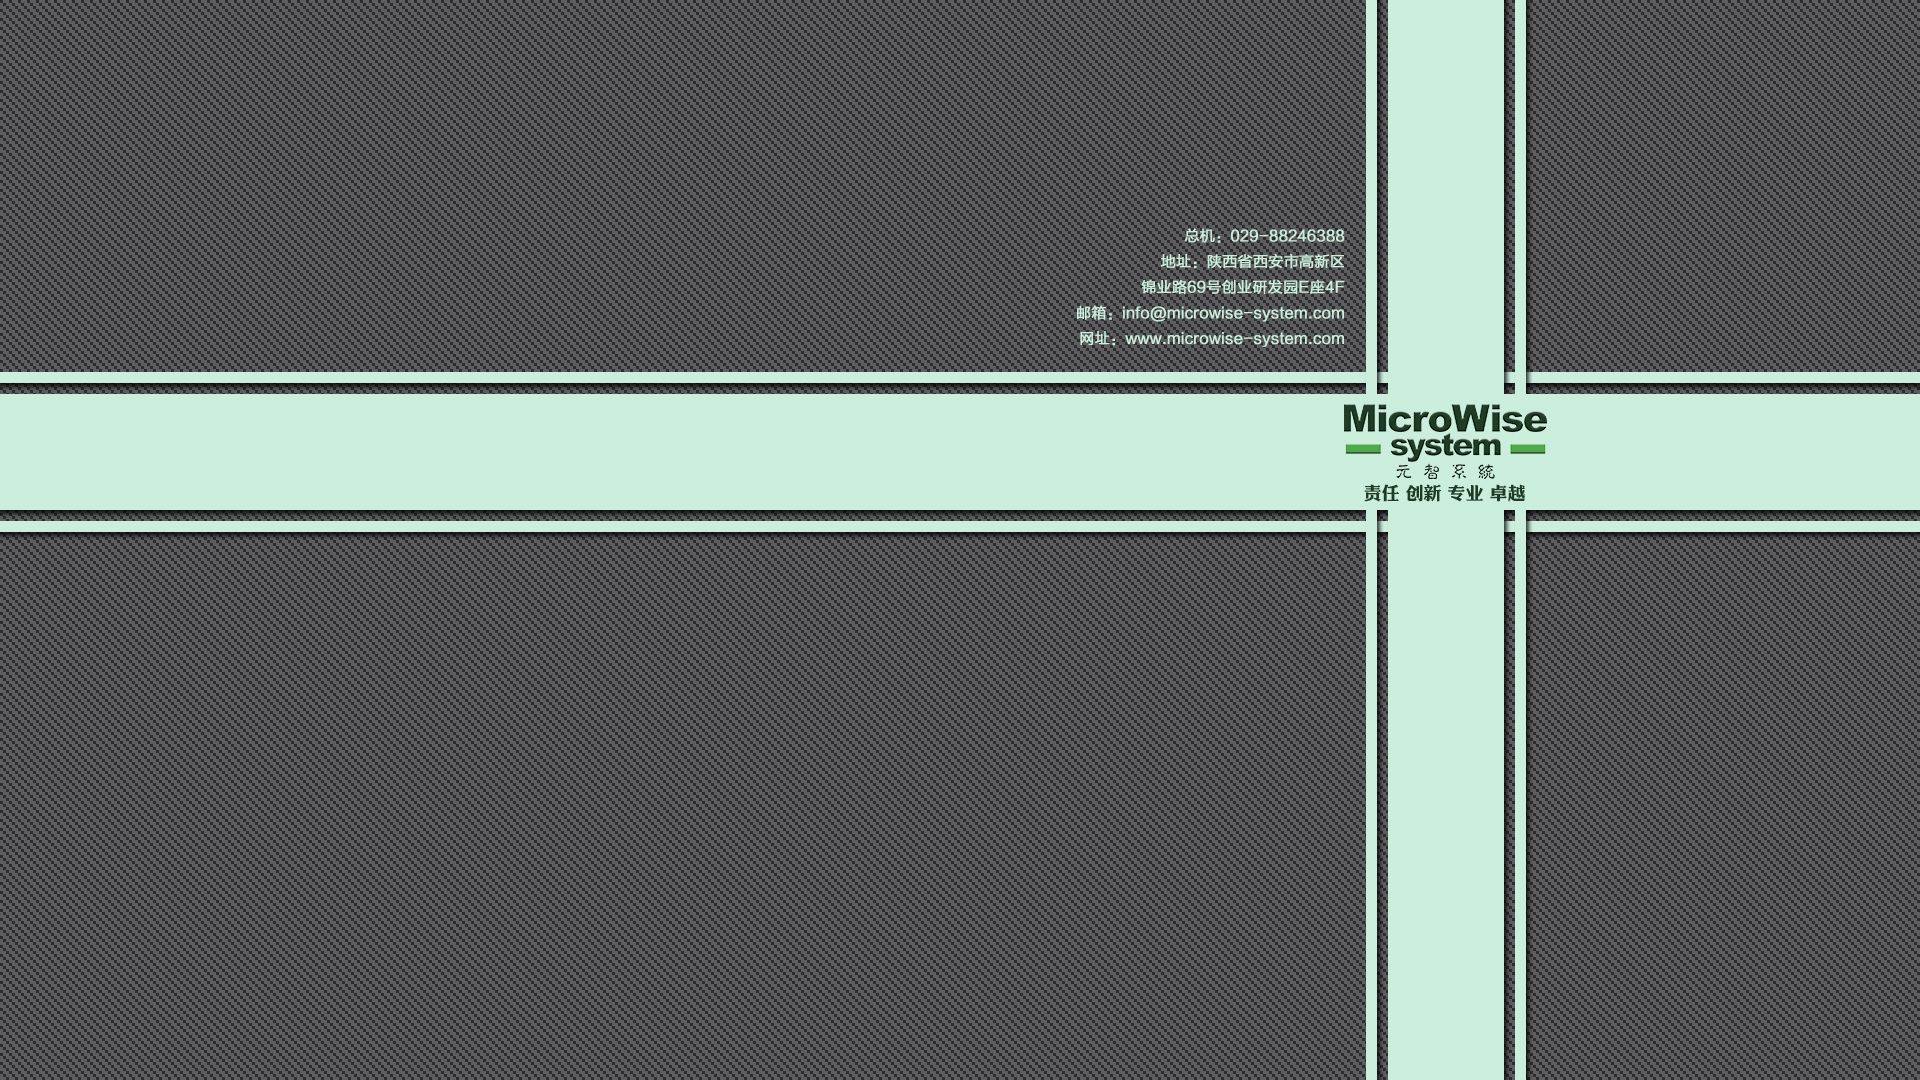 总机：029-88246388
地址：陕西省西安市高新区
锦业路69号创业研发园E座4F
邮箱：info@microwise-system.com
网址：www.microwise-system.com
MicroWise
system
元智系統
责任 创新 专业 卓越